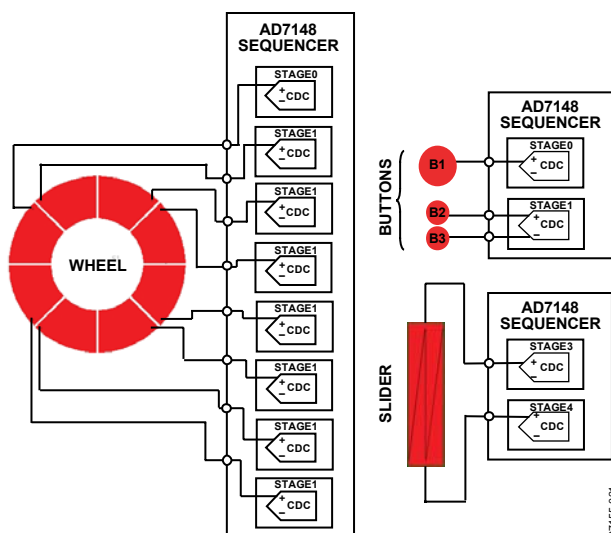 AD7148
SEQUENCER
STAGE0
+
–
CDC
STAGE1
+
–
CDC
STAGE1
+
–
CDC
STAGE1
+
–
CDC
STAGE1
+
–
CDC
STAGE1
+
–
CDC
STAGE1
+
–
CDC
STAGE1
+
–
CDC
WHEEL
BUTTONS
B1
B2
B3
AD7148
SEQUENCER
STAGE0
+
–
CDC
STAGE1
+
–
CDC
SLIDER
AD7148
SEQUENCER
STAGE3
+
–
CDC
STAGE4
+
–
CDC